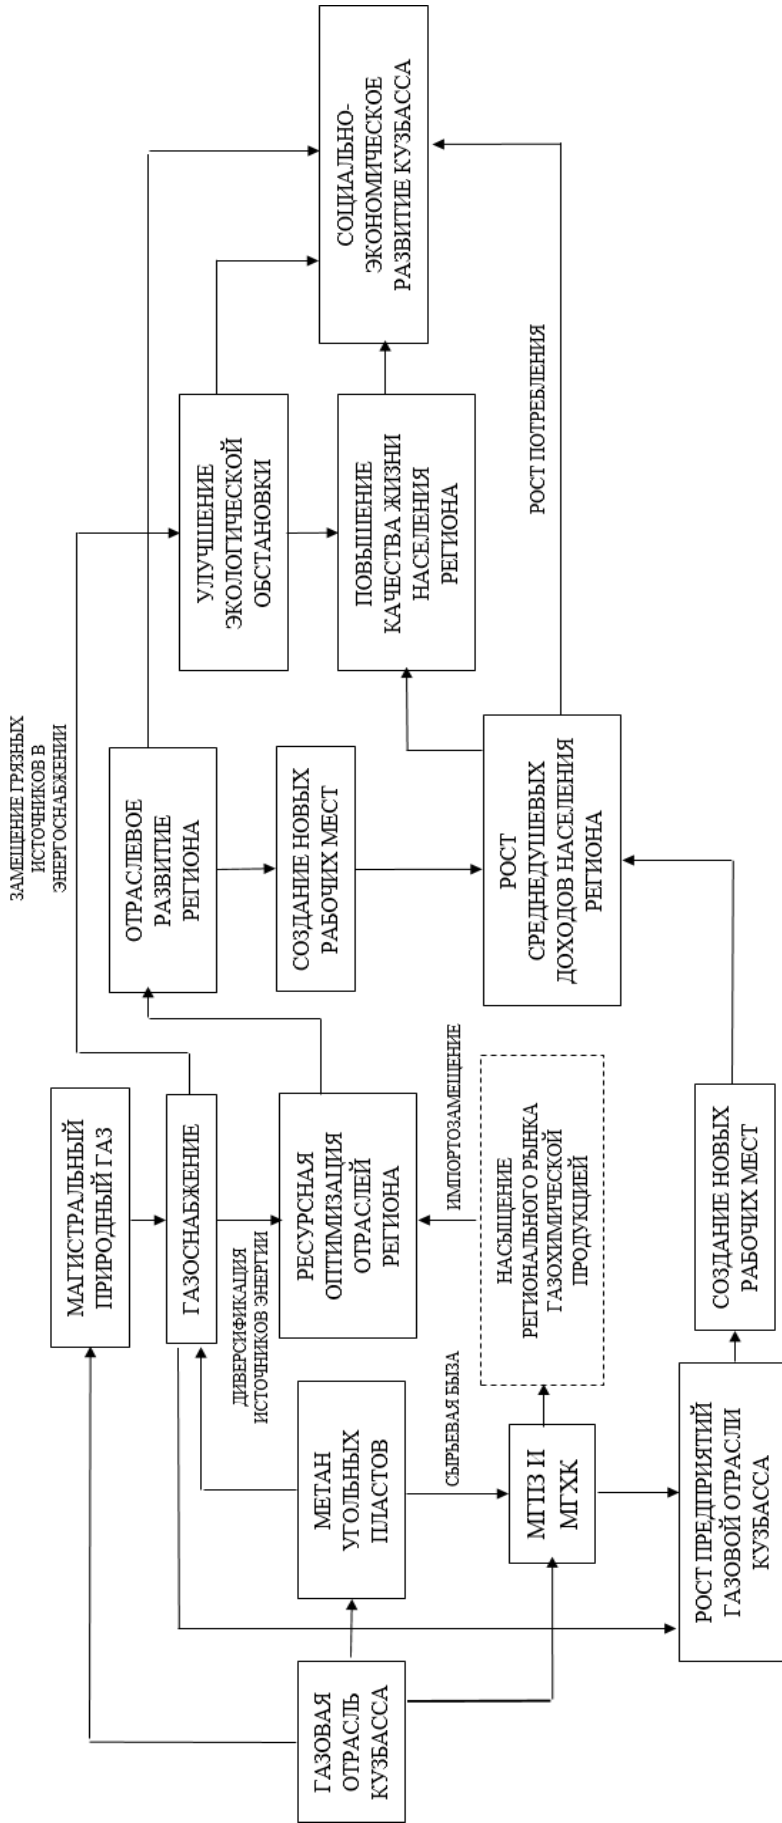 ГАЗОВАЯ
ОТРАСЛЬ
КУЗБАССА
МАГИСТРАЛЬНЫЙ
ПРИРОДНЫЙ ГАЗ
ГАЗОСНАБЖЕНИЕ
ДИВЕРСИФИКАЦИЯ
ИСТОЧНИКОВ ЭНЕРГИИ
МЕТАН
УГОЛЬНЫХ
ПЛАСТОВ
СЫРЬЕВАЯ БЫЗА
МГПЗ И
МГХК
РОСТ ПРЕДПРИЯТИЙ
ГАЗОВОЙ ОТРАСЛИ
КУЗБАССА
РЕСУРСНАЯ
ОПТИМИЗАЦИЯ
ОТРАСЛЕЙ
РЕГИОНА
ИМПОРТОЗАМЕЩЕНИЕ
НАСЫЩЕНИЕ
РЕГИОНАЛЬНОГО РЫНКА
ГАЗОХИМИЧЕСКОЙ
ПРОДУКЦИЕЙ
СОЗДАНИЕ НОВЫХ
РАБОЧИХ МЕСТ
ЗАМЕЩЕНИЕ ГРЯЗНЫХ
ИСТОЧНИКОВ В
ЭНЕРГОСНАБЖЕНИИ
ОТРАСЛЕВОЕ
РАЗВИТИЕ
РЕГИОНА
СОЗДАНИЕ НОВЫХ
РАБОЧИХ МЕСТ
РОСТ
СРЕДНЕДУШЕВЫХ
ДОХОДОВ НАСЕЛЕНИЯ
РЕГИОНА
УЛУЧШЕНИЕ
ЭКОЛОГИЧЕСКОЙ
ОБСТАНОВКИ
ПОВЫШЕНИЕ
КАЧЕСТВА ЖИЗНИ
НАСЕЛЕНИЯ
РЕГИОНА
РОСТ ПОТРЕБЛЕНИЯ
СОЦИАЛЬНО-
ЭКОНОМИЧЕСКОЕ
РАЗВИТИЕ КУЗБАССА